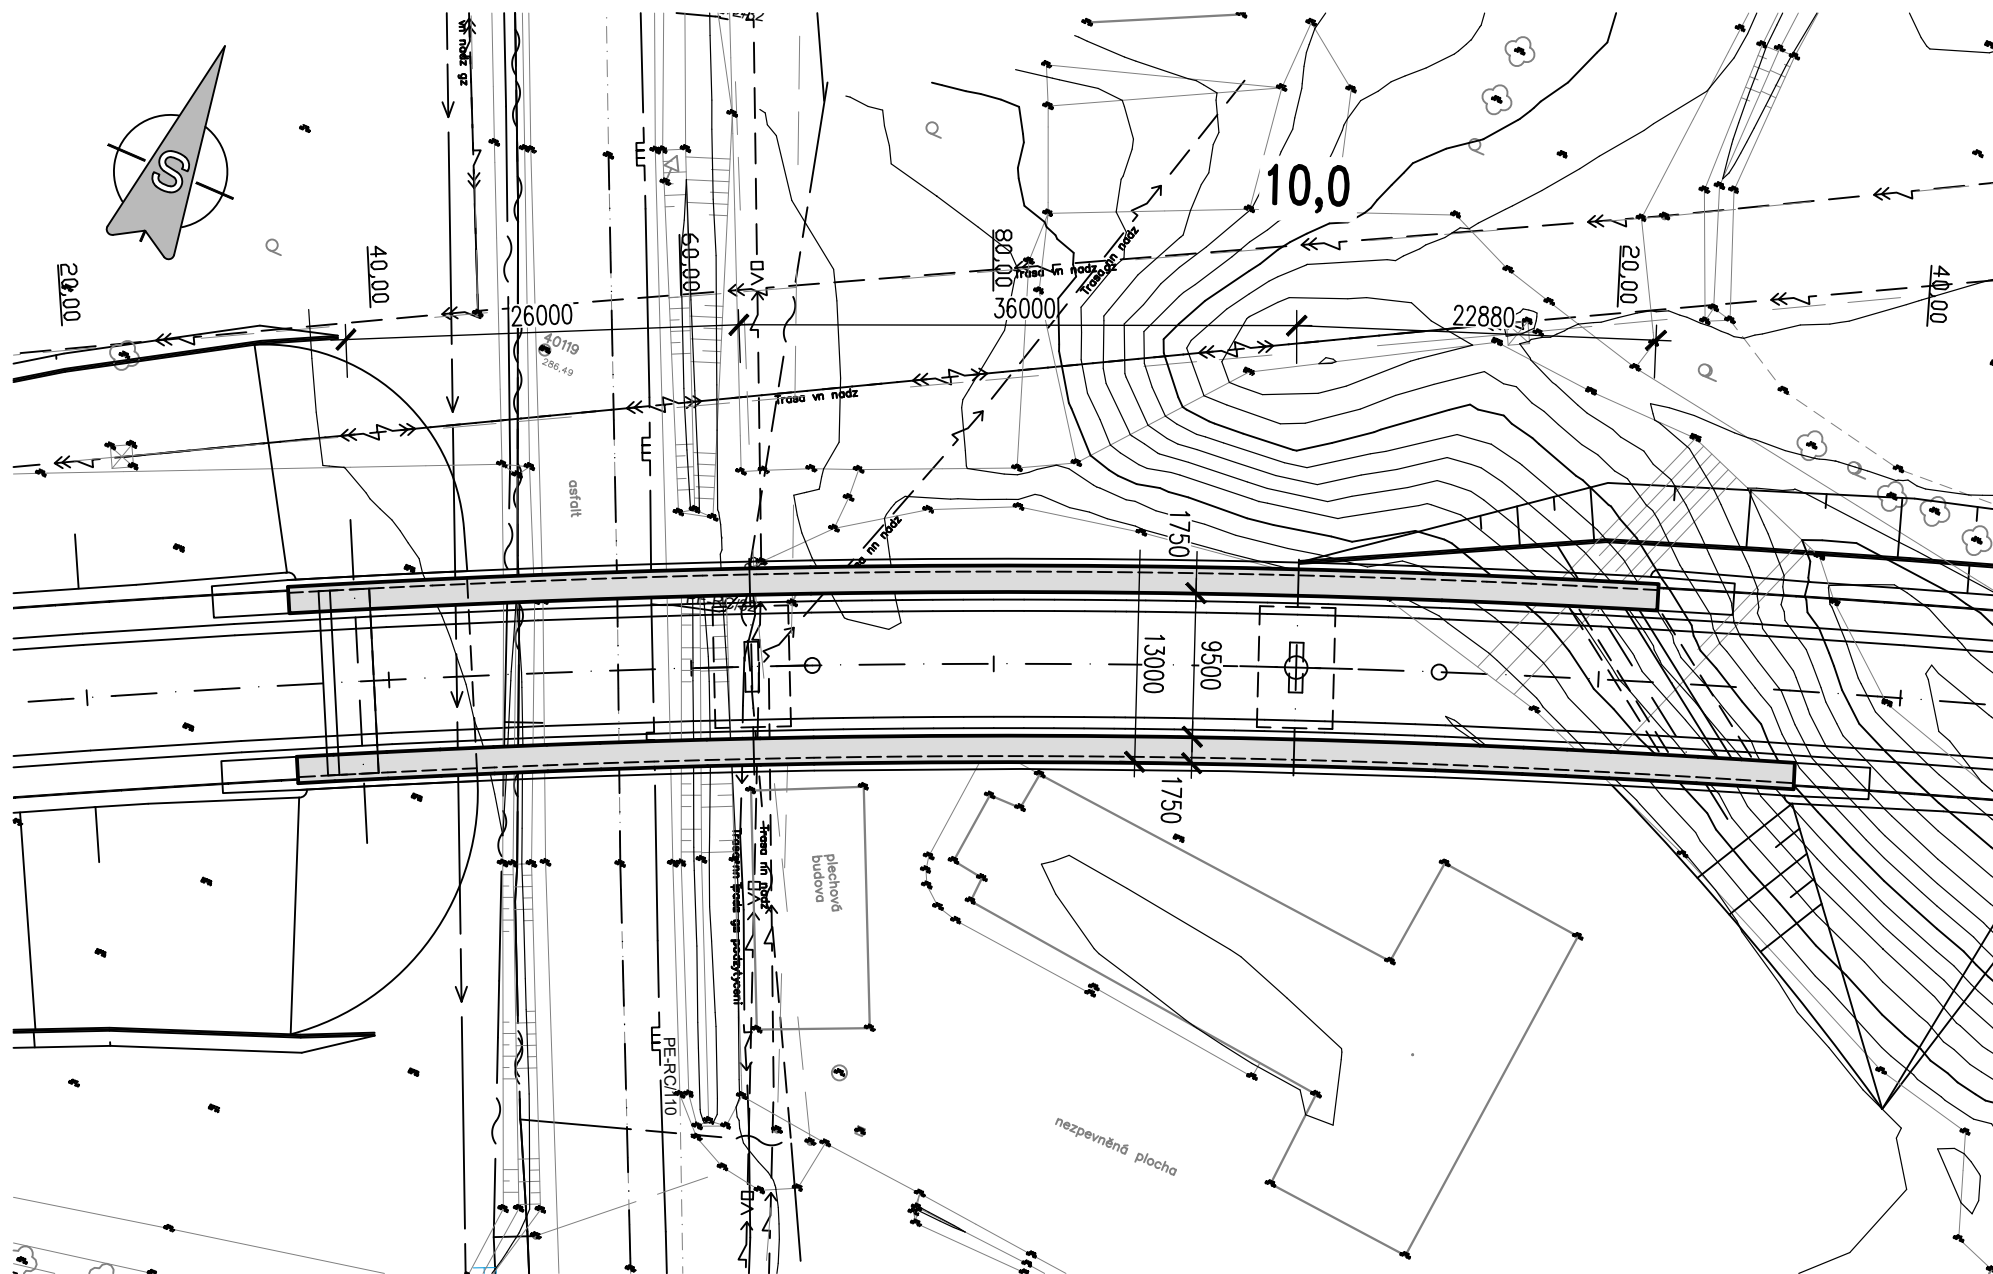 vn nadz gz
S
10,0
20,00
40,00
60,00
80,00
20,00
40,00
Trasa vn nadz gz
Trasa nn nadz
26000
36000
22880
40119
286,49
Trasa vn nadz
asfalt
1750
13000
9500
1750
plechová
budova
Trasa nn nadz
PE-RC/110
nezpevněná plocha